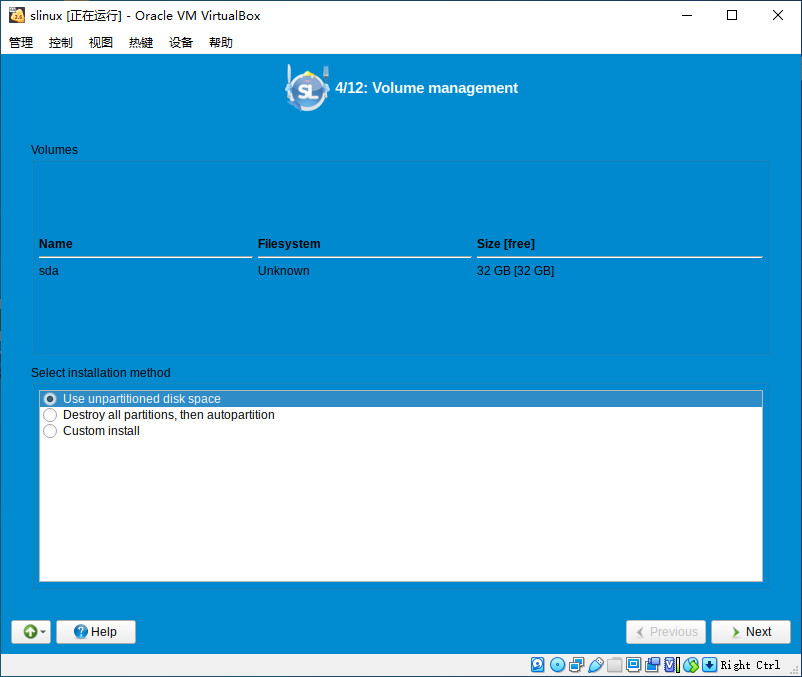 slinux [正在运行] - Oracle VM VirtualBox
管理 控制 视图 热键 设备 帮助
SL 4/12: Volume management
Volumes
Name Filesystem Size [free]
sda Unknown 32 GB [32 GB]
Select installation method
Use unpartitioned disk space
Destroy all partitions, then autopartition
Custom install
Help Previous Next
Right Ctrl